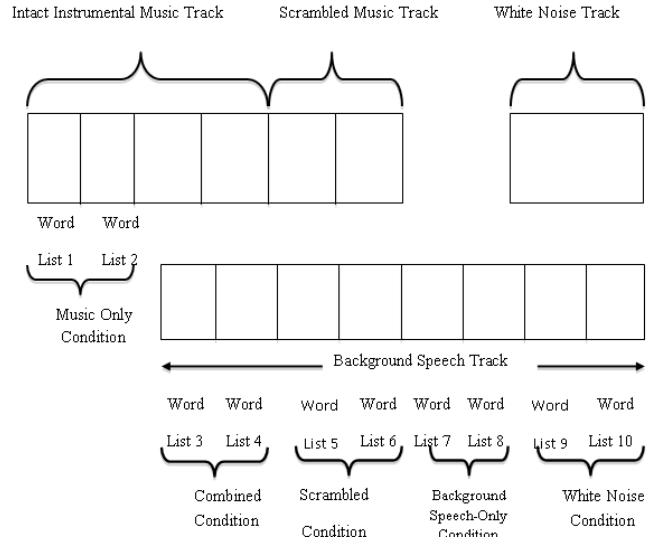 Intact Instrumental Music Track Scrambled Music Track White Noise Track
Word Word
List 1 List 2
Music Only
Condition
Background Speech Track
Word Word Word Word Word Word Word Word
List 3 List 4 List 5 List 6 List 7 List 8 List 9 List 10
Combined
Condition
Scrambled
Condition
Background
Speech-Only
Condition
White Noise
Condition